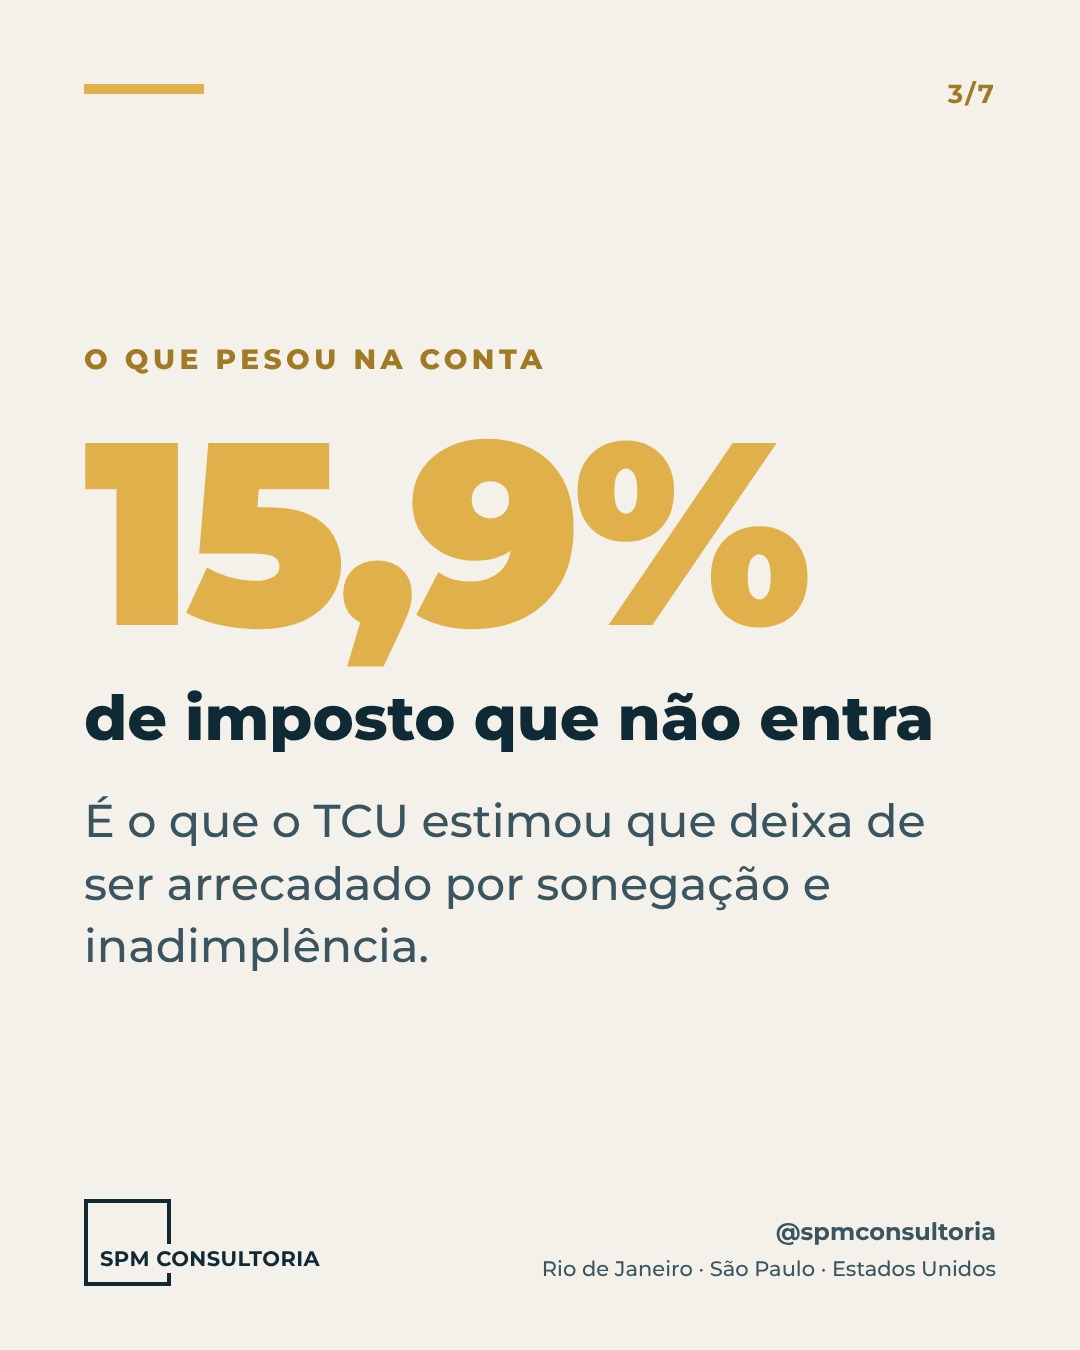 3/7
O QUE PESOU NA CONTA
15,9%
de imposto que não entra
É o que o TCU estimou que deixa de
ser arrecadado por sonegação e
inadimplência.
SPM CONSULTORIA
@spmconsultoria
Rio de Janeiro · São Paulo · Estados Unidos